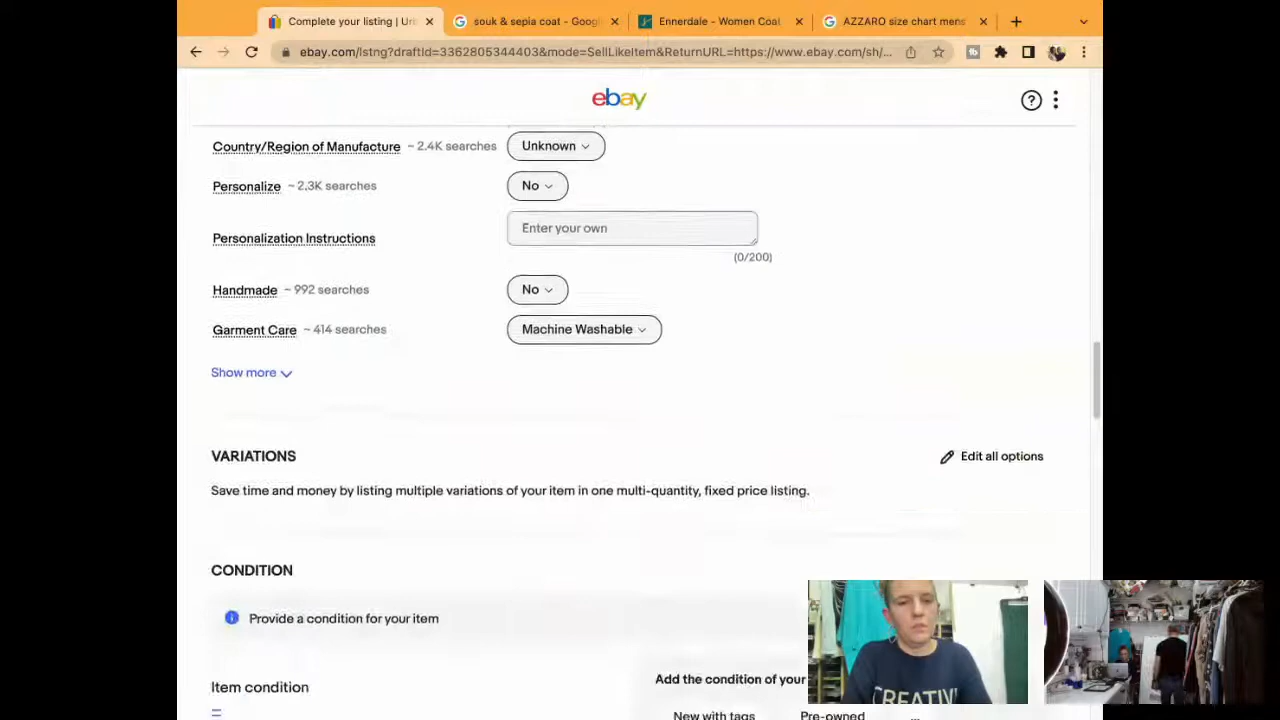 Complete your listing | Un
souk & sepia coat - Googl
Ennerdale - Women Coat
AZZARO size chart mens
ebay.com/lstng?draftId=3362805344403&mode=SellLikeItem&ReturnURL=https://www.ebay.com/sh/...
ebay
Country/Region of Manufacture ~ 2.4K searches Unknown
Personalize ~ 2.3K searches No
Personalization Instructions Enter your own
(0/200)
Handmade ~ 992 searches No
Garment Care ~ 414 searches Machine Washable
Show more
VARIATIONS Edit all options
Save time and money by listing multiple variations of your item in one multi-quantity, fixed price listing.
CONDITION
Provide a condition for your item
Item condition
Add the condition of your
New with tags Pre-owned
CREATIV